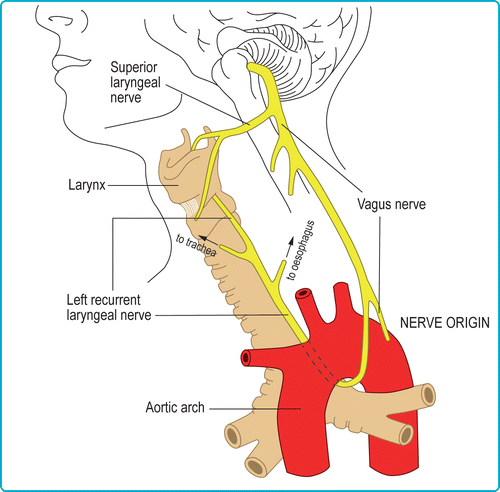 Superior
laryngeal
nerve
Larynx
Vagus nerve
to trachea
to oesophagus
Left recurrent
laryngeal nerve
NERVE ORIGIN
Aortic arch